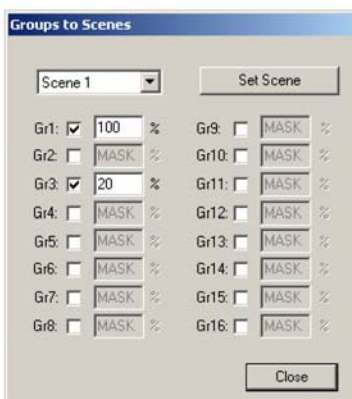 Groups to Scenes
Scene 1 Set Scene
Gr1: 100 % Gr9: MASK %
Gr2: MASK % Gr10: MASK %
Gr3: 20 % Gr11: MASK %
Gr4: MASK % Gr12: MASK %
Gr5: MASK % Gr13: MASK %
Gr6: MASK % Gr14: MASK %
Gr7: MASK % Gr15: MASK %
Gr8: MASK % Gr16: MASK %
Close